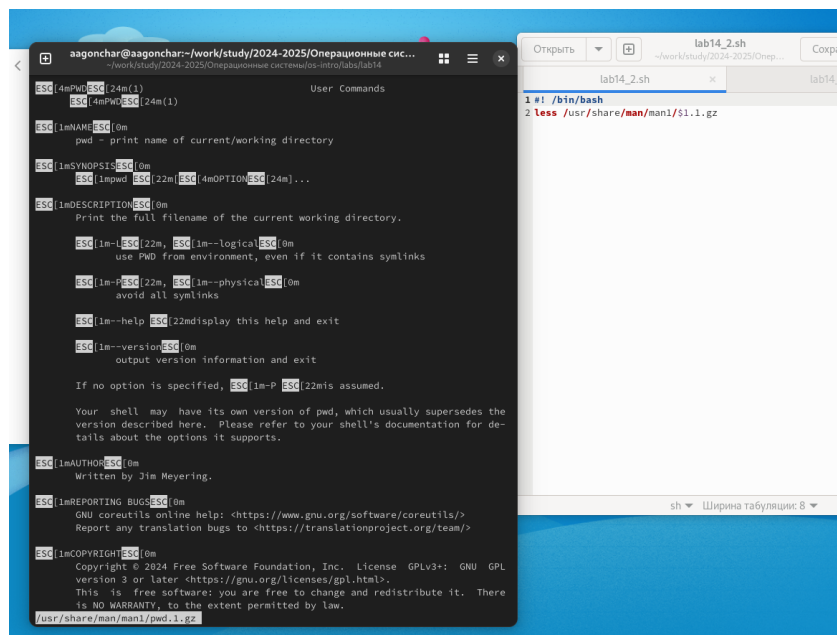 aagonchar@aagonchar:~/work/study/2024-2025/Операционные сис...
~/work/study/2024-2025/Операционные системы/os-intro/labs/lab14
ESC[4mPWDESC[24m(1) User Commands
ESC[4mPWDESC[24m(1)
ESC[1mNAMEESC[0m
pwd - print name of current/working directory
ESC[1mSYNOPSISESC[0m
ESC[1mpwd ESC[22m[ESC[4mOPTIONESC[24m]...
ESC[1mDESCRIPTIONESC[0m
Print the full filename of the current working directory.
ESC[1m-LESC[22m, ESC[1m--logicalESC[0m
use PWD from environment, even if it contains symlinks
ESC[1m-PESC[22m, ESC[1m--physicalESC[0m
avoid all symlinks
ESC[1m--help ESC[22mdisplay this help and exit
ESC[1m--versionESC[0m
output version information and exit
If no option is specified, ESC[1m-P ESC[22mis assumed.
Your shell may have its own version of pwd, which usually supersedes the
version described here. Please refer to your shell's documentation for de-
tails about the options it supports.
ESC[1mAUTHORESC[0m
Written by Jim Meyering.
ESC[1mREPORTING BUGSESC[0m
GNU coreutils online help: <https://www.gnu.org/software/coreutils/>
Report any translation bugs to <https://translationproject.org/team/>
ESC[1mCOPYRIGHTESC[0m
Copyright © 2024 Free Software Foundation, Inc. License GPLv3+: GNU GPL
version 3 or later <https://gnu.org/licenses/gpl.html>.
This is free software: you are free to change and redistribute it. There
is NO WARRANTY, to the extent permitted by law.
/usr/share/man/man1/pwd.1.gz
Открыть
lab14_2.sh
~/work/study/2024-2025/Опер...
Сохра
lab14_2.sh
lab14_
1 #! /bin/bash
2 less /usr/share/man/man1/$1.1.gz
sh
Ширина табуляции: 8